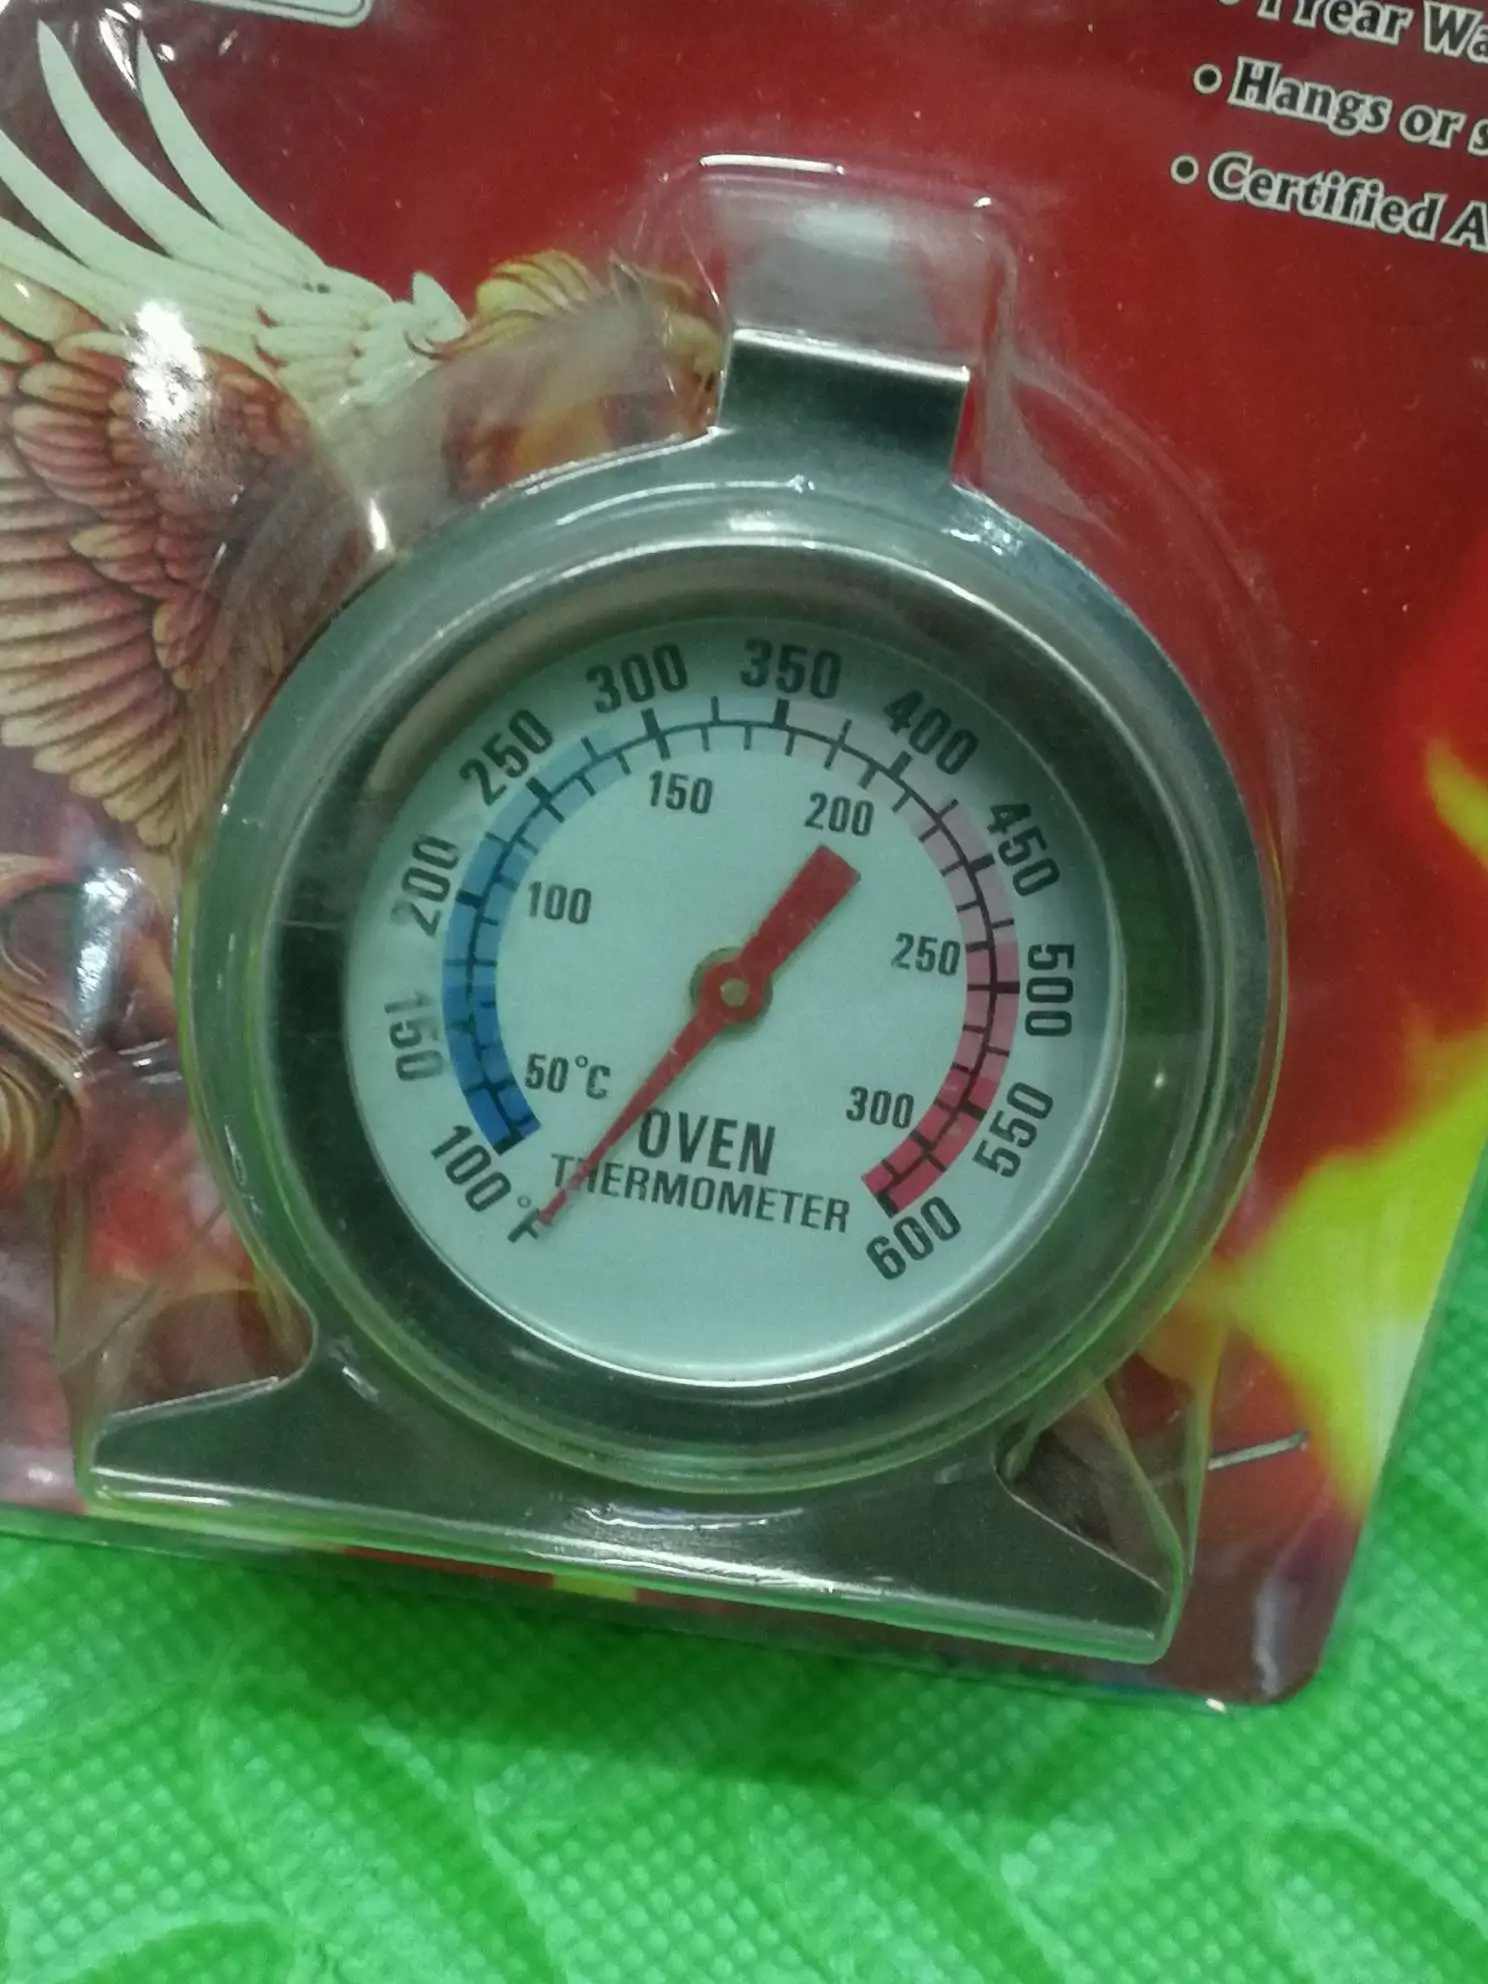 • Hangs or
• Certified
300 350
250 400
200 450
150 500
100 °F 550
600
150 200
100 250
50°C 300
OVEN
THERMOMETER